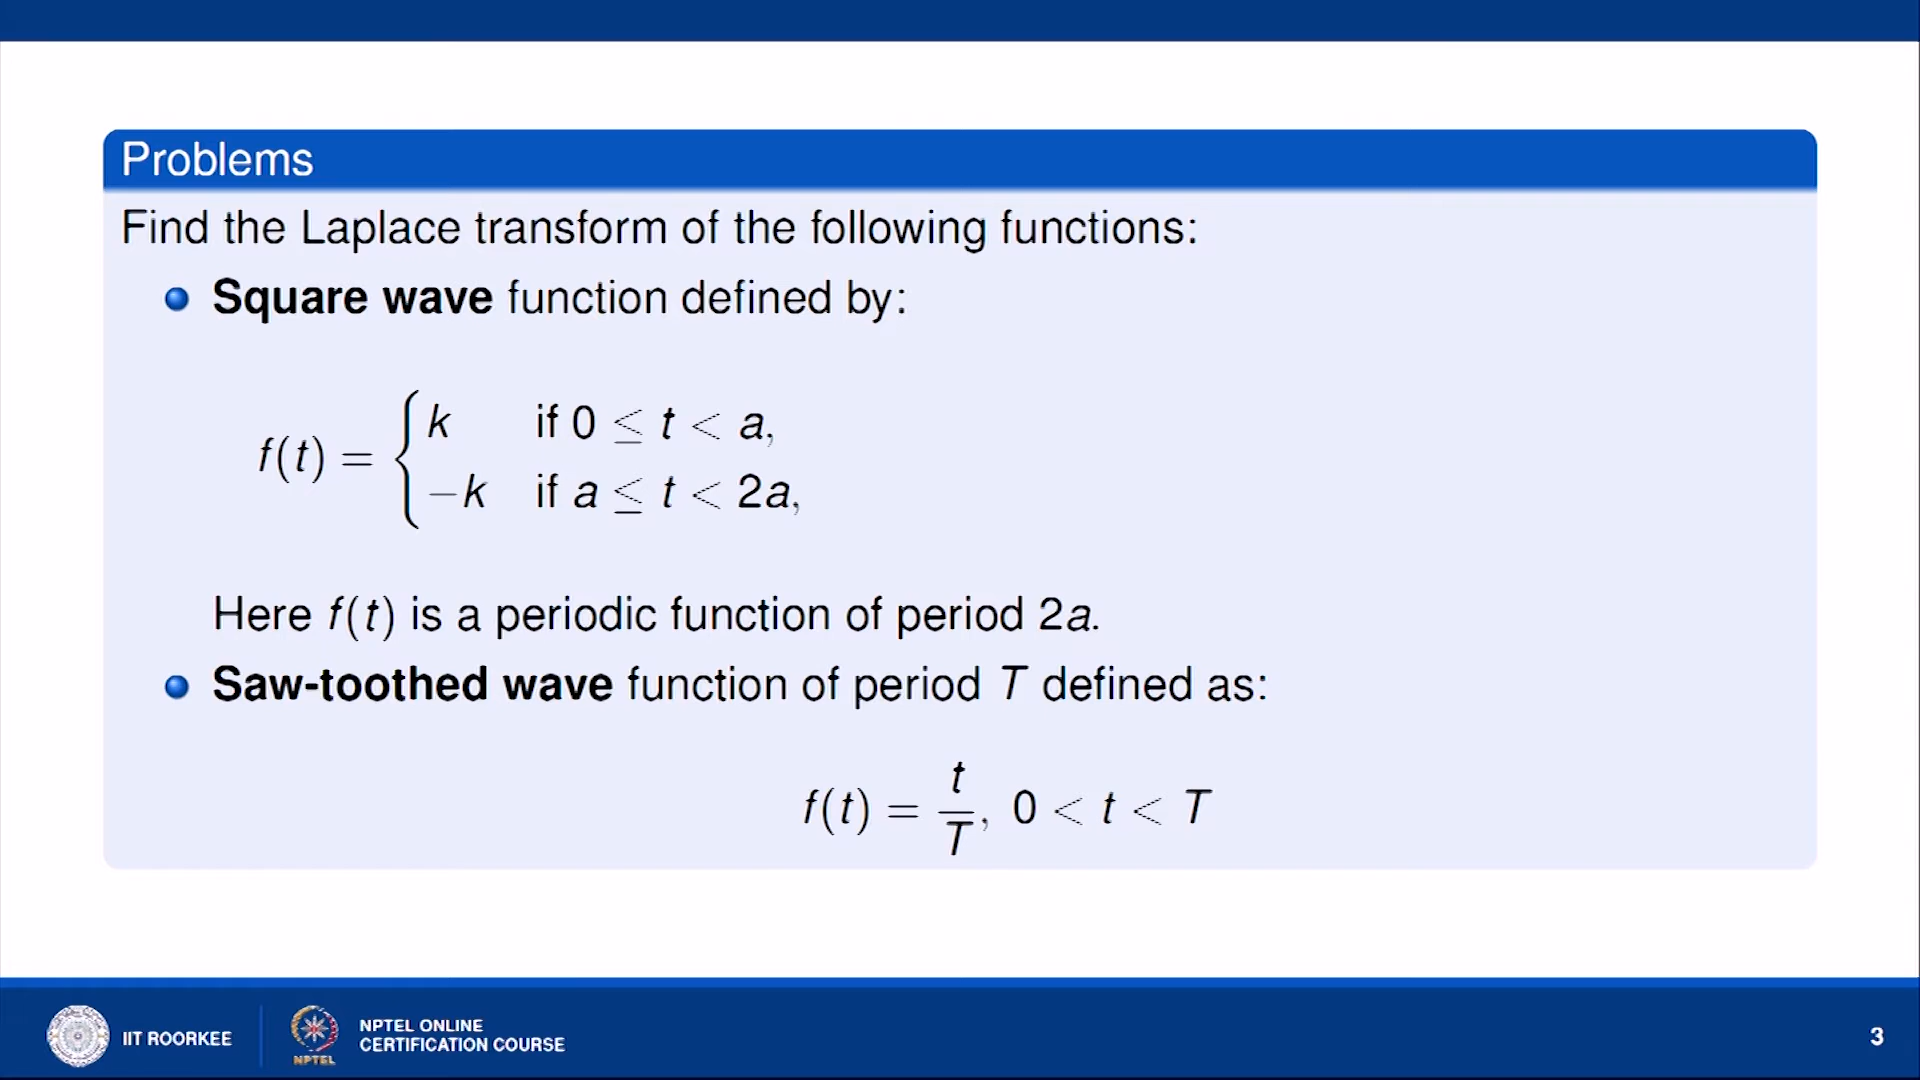 Problems
Find the Laplace transform of the following functions:
Square wave function defined by:
f(t) = { k if 0 ≤ t < a,
−k if a ≤ t < 2a,
Here f(t) is a periodic function of period 2a.
Saw-toothed wave function of period T defined as:
f(t) = t/T, 0 < t < T
IIT ROORKEE
NPTEL
NPTEL ONLINE
CERTIFICATION COURSE
3